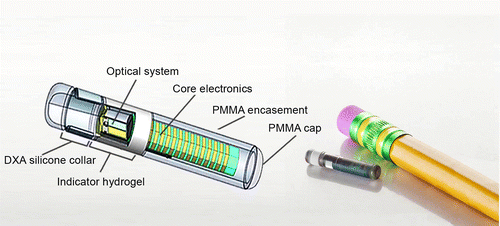 Optical system
Core electronics
PMMA encasement
PMMA cap
DXA silicone collar
Indicator hydrogel